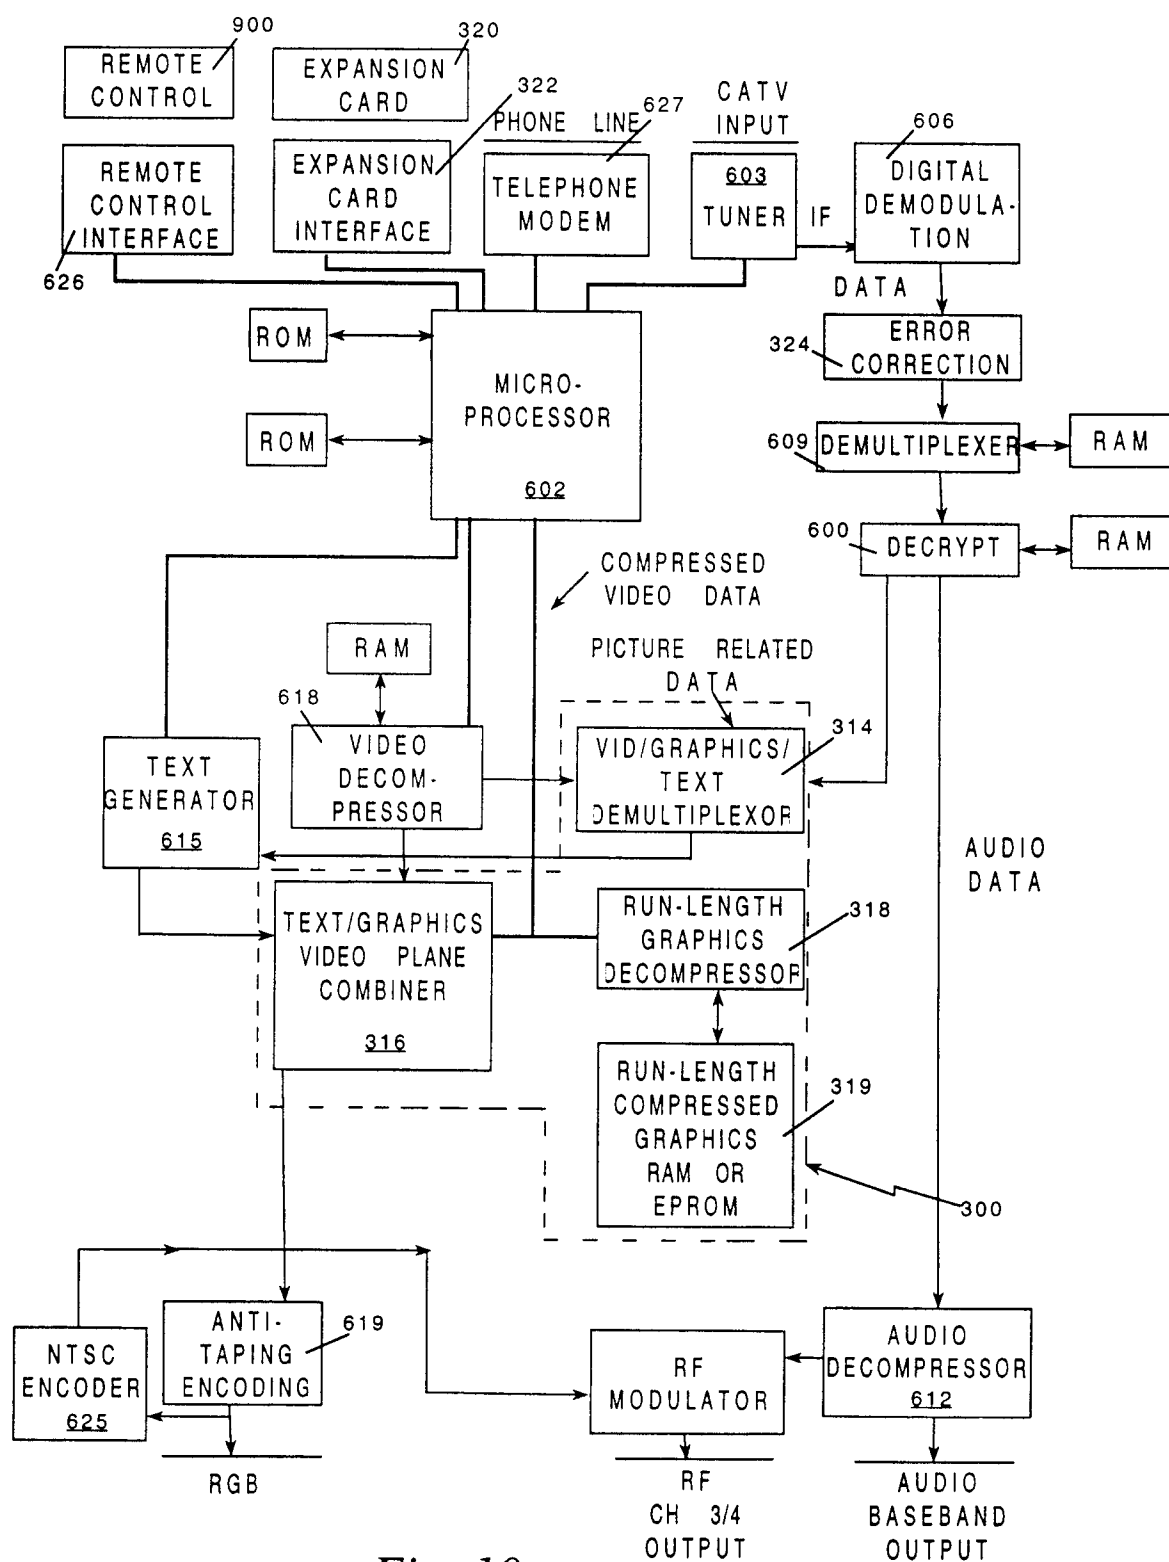 900
REMOTE
CONTROL
320
EXPANSION
CARD
322
PHONE LINE
627
CATV
INPUT
606
REMOTE
CONTROL
INTERFACE
626
EXPANSION
CARD
INTERFACE
TELEPHONE
MODEM
603
TUNER
IF
DIGITAL
DEMODULA-
TION
DATA
ROM
ROM
MICRO-
PROCESSOR
602
324
ERROR
CORRECTION
609
DEMULTIPLEXER
RAM
600
DECRYPT
RAM
COMPRESSED
VIDEO DATA
RAM
PICTURE RELATED
DATA
618
VIDEO
DECOM-
PRESSOR
VID/GRAPHICS/
TEXT
DEMULTIPLEXOR
314
TEXT
GENERATOR
615
AUDIO
DATA
TEXT/GRAPHICS
VIDEO PLANE
COMBINER
316
RUN-LENGTH
GRAPHICS
DECOMPRESSOR
318
RUN-LENGTH
COMPRESSED
GRAPHICS
RAM OR
EPROM
319
300
NTSC
ENCODER
625
ANTI-
TAPING
ENCODING
619
RF
MODULATOR
AUDIO
DECOMPRESSOR
612
RGB
RF
CH 3/4
OUTPUT
AUDIO
BASEBAND
OUTPUT